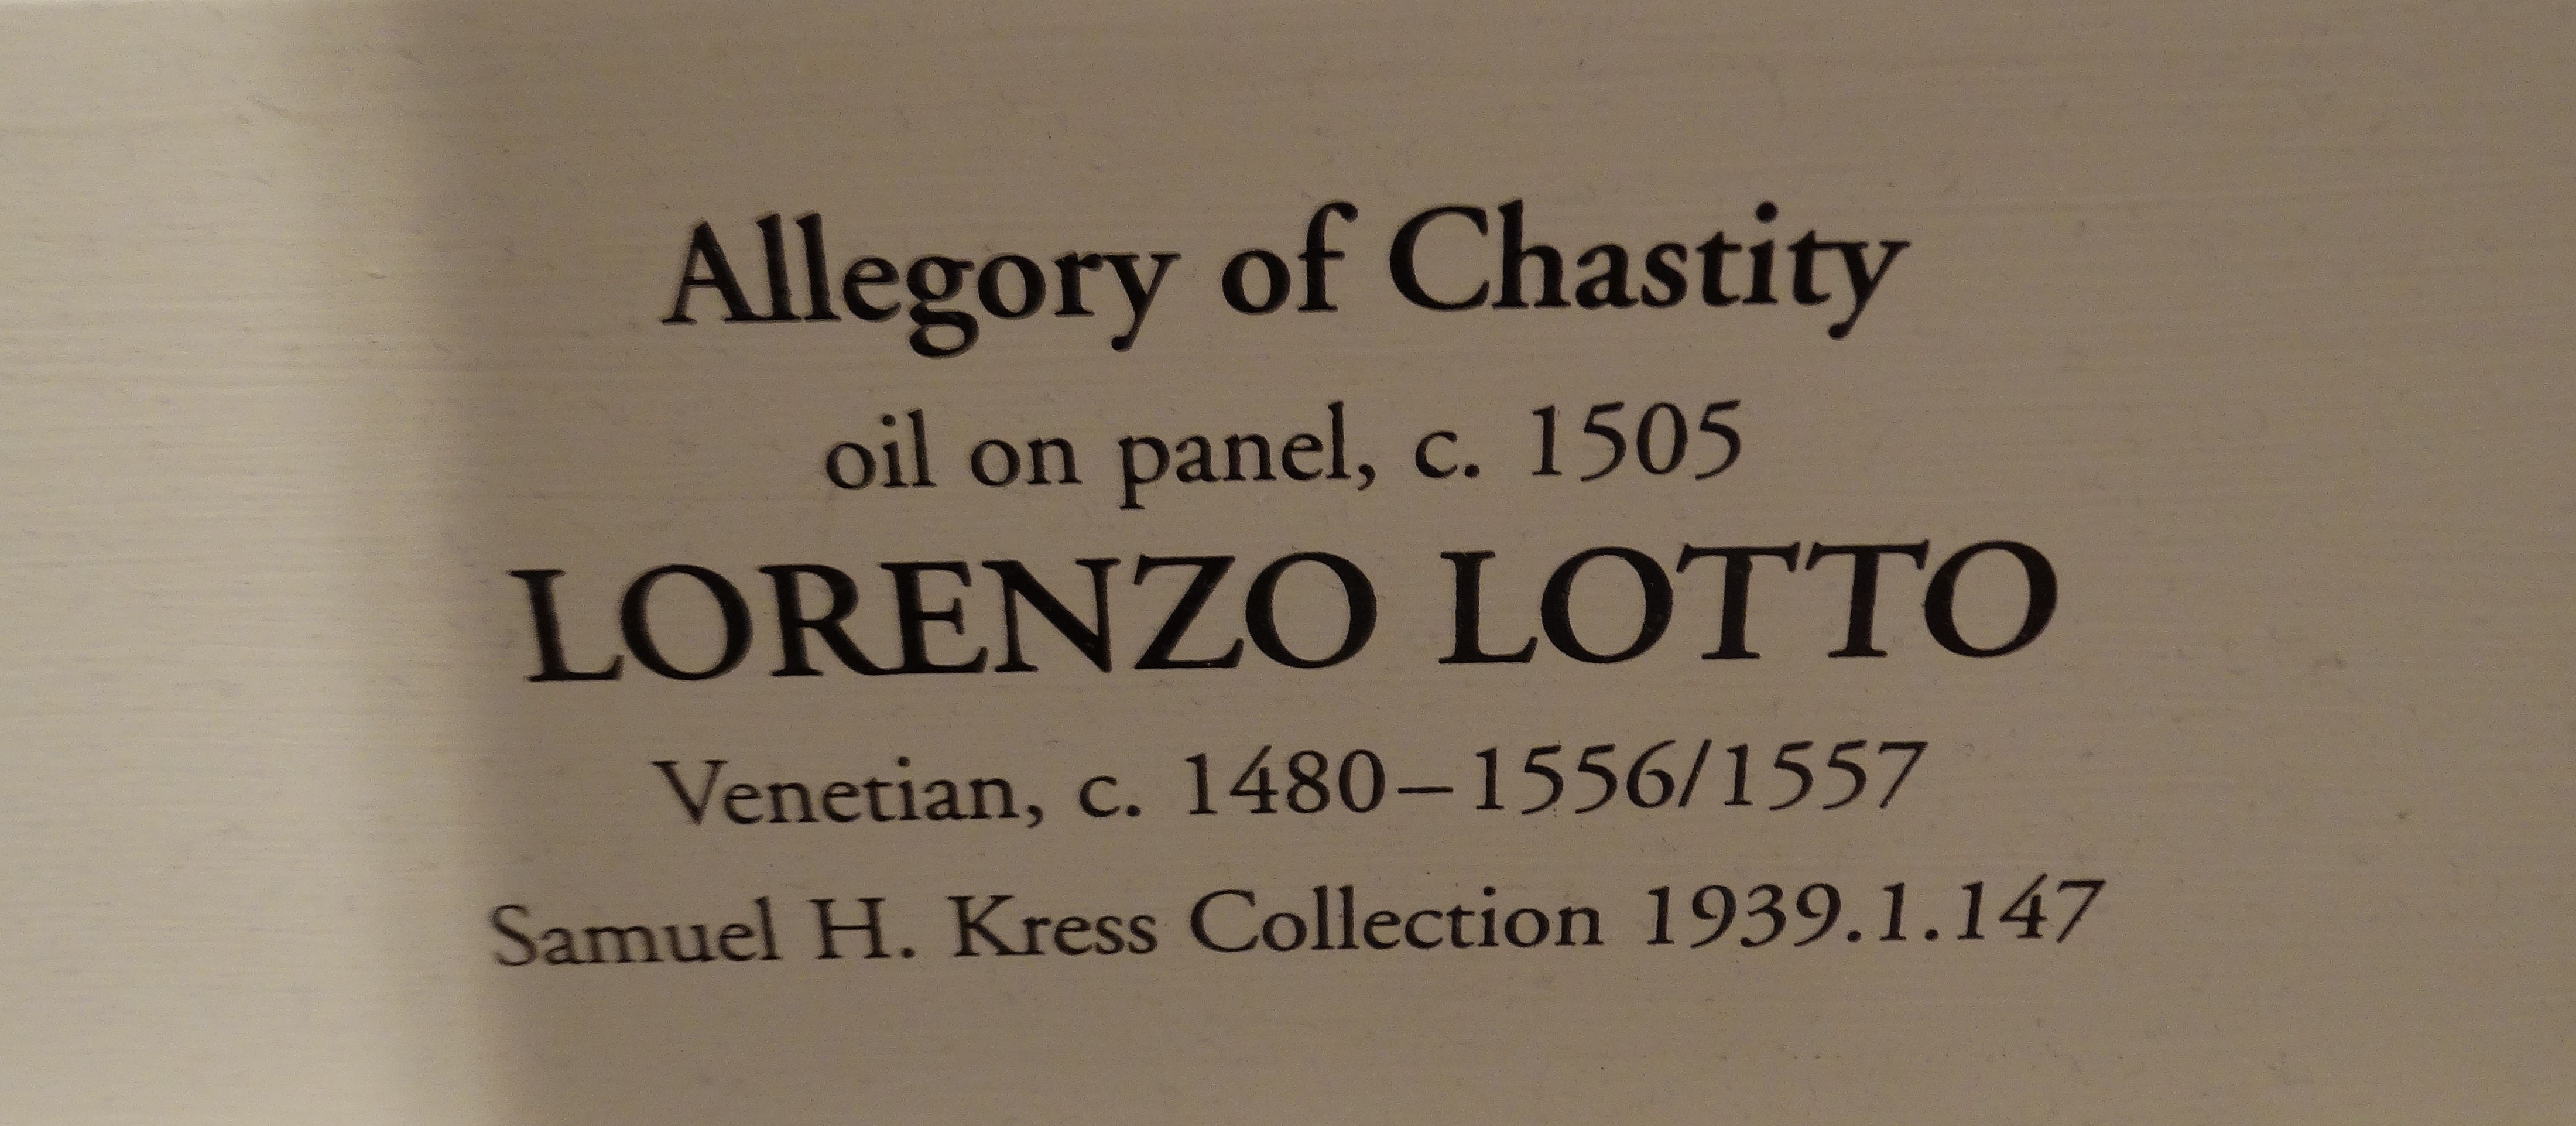 Allegory of Chastity
oil on panel, c. 1505
LORENZO LOTTO
Venetian, c. 1480–1556/1557
Samuel H. Kress Collection 1939.1.147